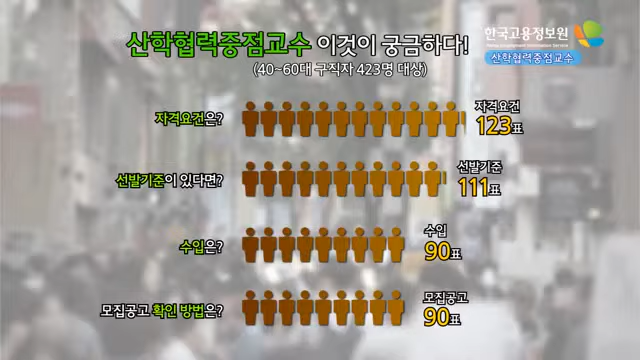 산학협력중점교수 이것이 궁금하다!
(40~60대 구직자 423명 대상)
한국고용정보원
산학협력중점교수
자격요건은?
자격요건
123표
선발기준이 있다면?
선발기준
111표
수입은?
수입
90표
모집공고 확인 방법은?
모집공고
90표